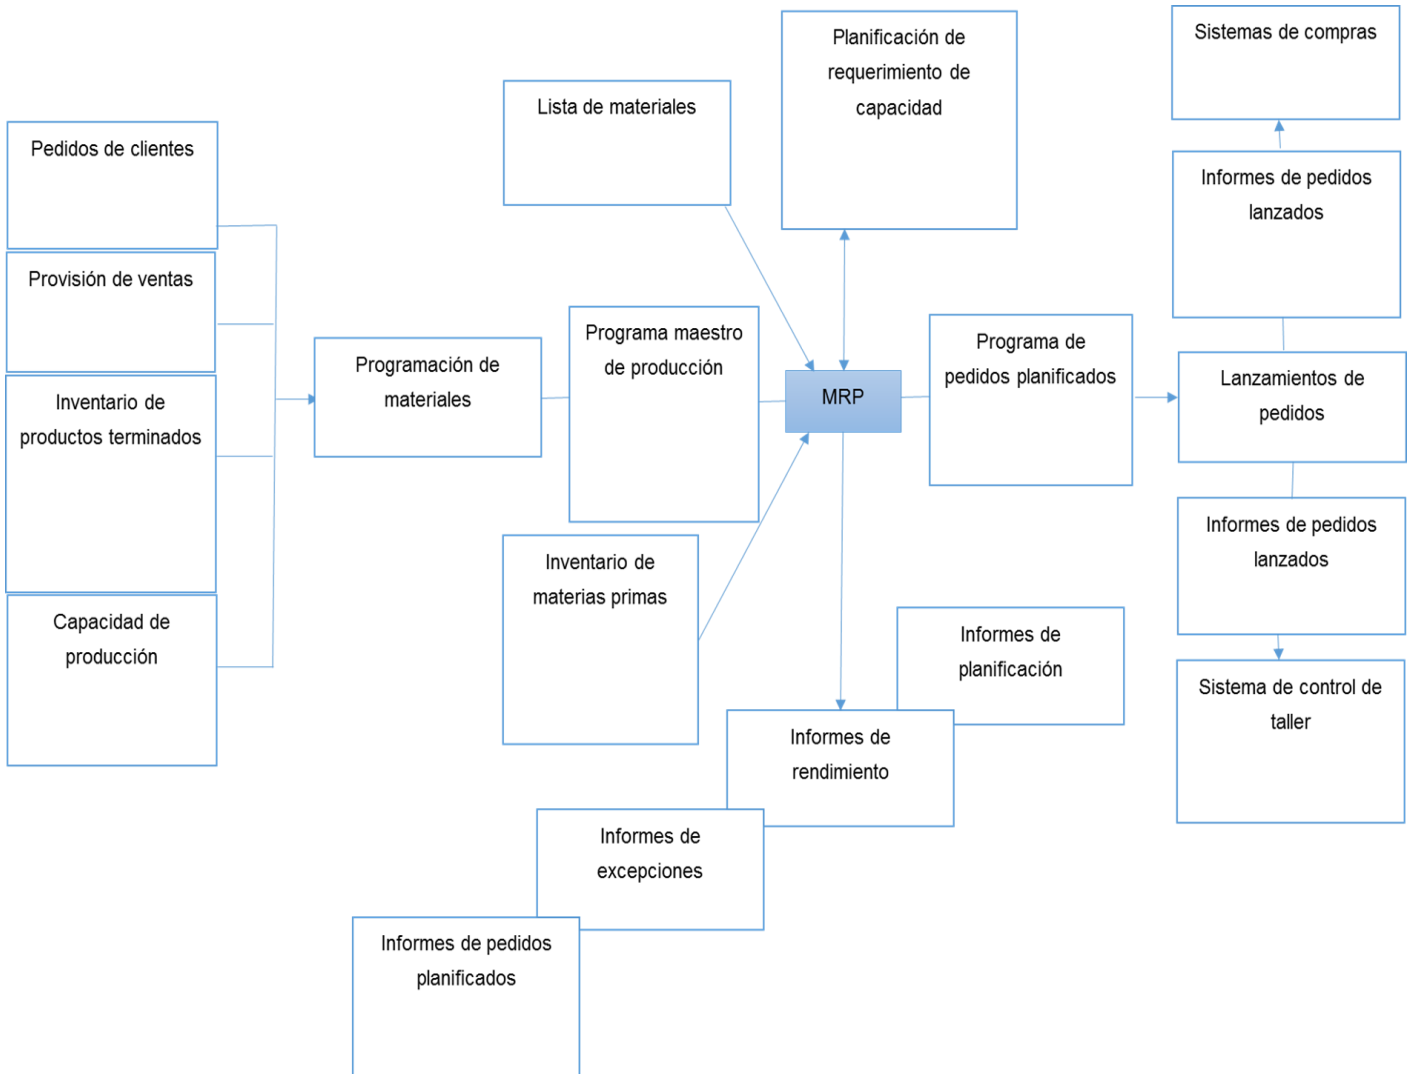 Pedidos de clientes
Provisión de ventas
Inventario de
productos terminados
Capacidad de
producción
Programación de
materiales
Lista de materiales
Programa maestro
de producción
Inventario de
materias primas
Planificación de
requerimiento de
capacidad
MRP
Programa de
pedidos planificados
Sistemas de compras
Informes de pedidos
lanzados
Lanzamientos de
pedidos
Informes de pedidos
lanzados
Sistema de control de
taller
Informes de
planificación
Informes de
rendimiento
Informes de
excepciones
Informes de pedidos
planificados